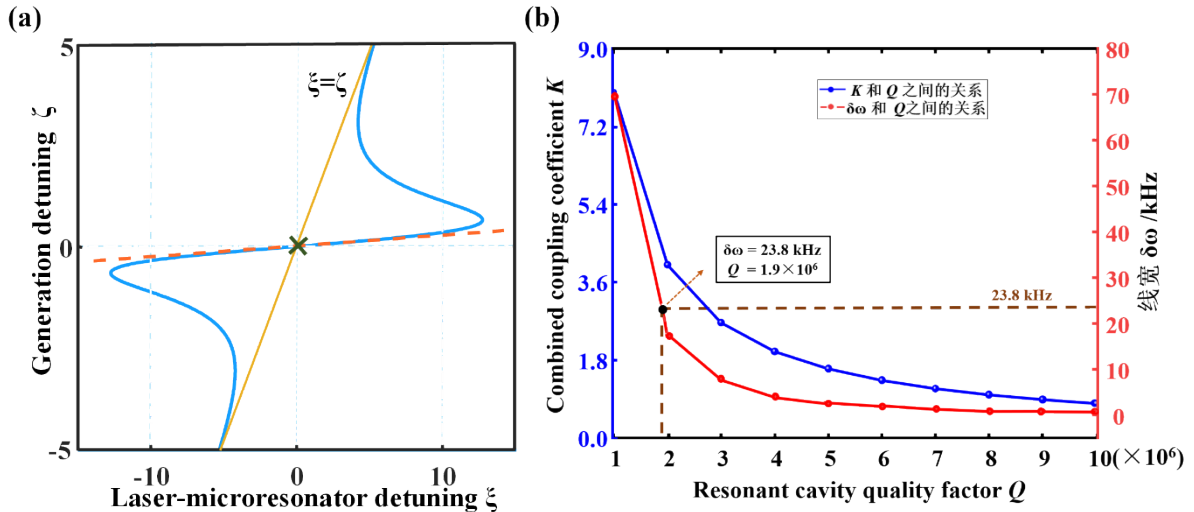 (a)
5
0
-5
-10
0
10
Generation detuning ζ
Laser-microresonator detuning ξ
ξ=ζ
(b)
9.0
7.2
5.4
3.6
1.8
0.0
Combined coupling coefficient K
80
70
60
50
40
30
20
10
0
线宽 δω /kHz
K 和 Q 之间的关系
δω 和 Q之间的关系
δω = 23.8 kHz
Q = 1.9×10⁶
23.8 kHz
1 2 3 4 5 6 7 8 9 10(×10⁶)
Resonant cavity quality factor Q